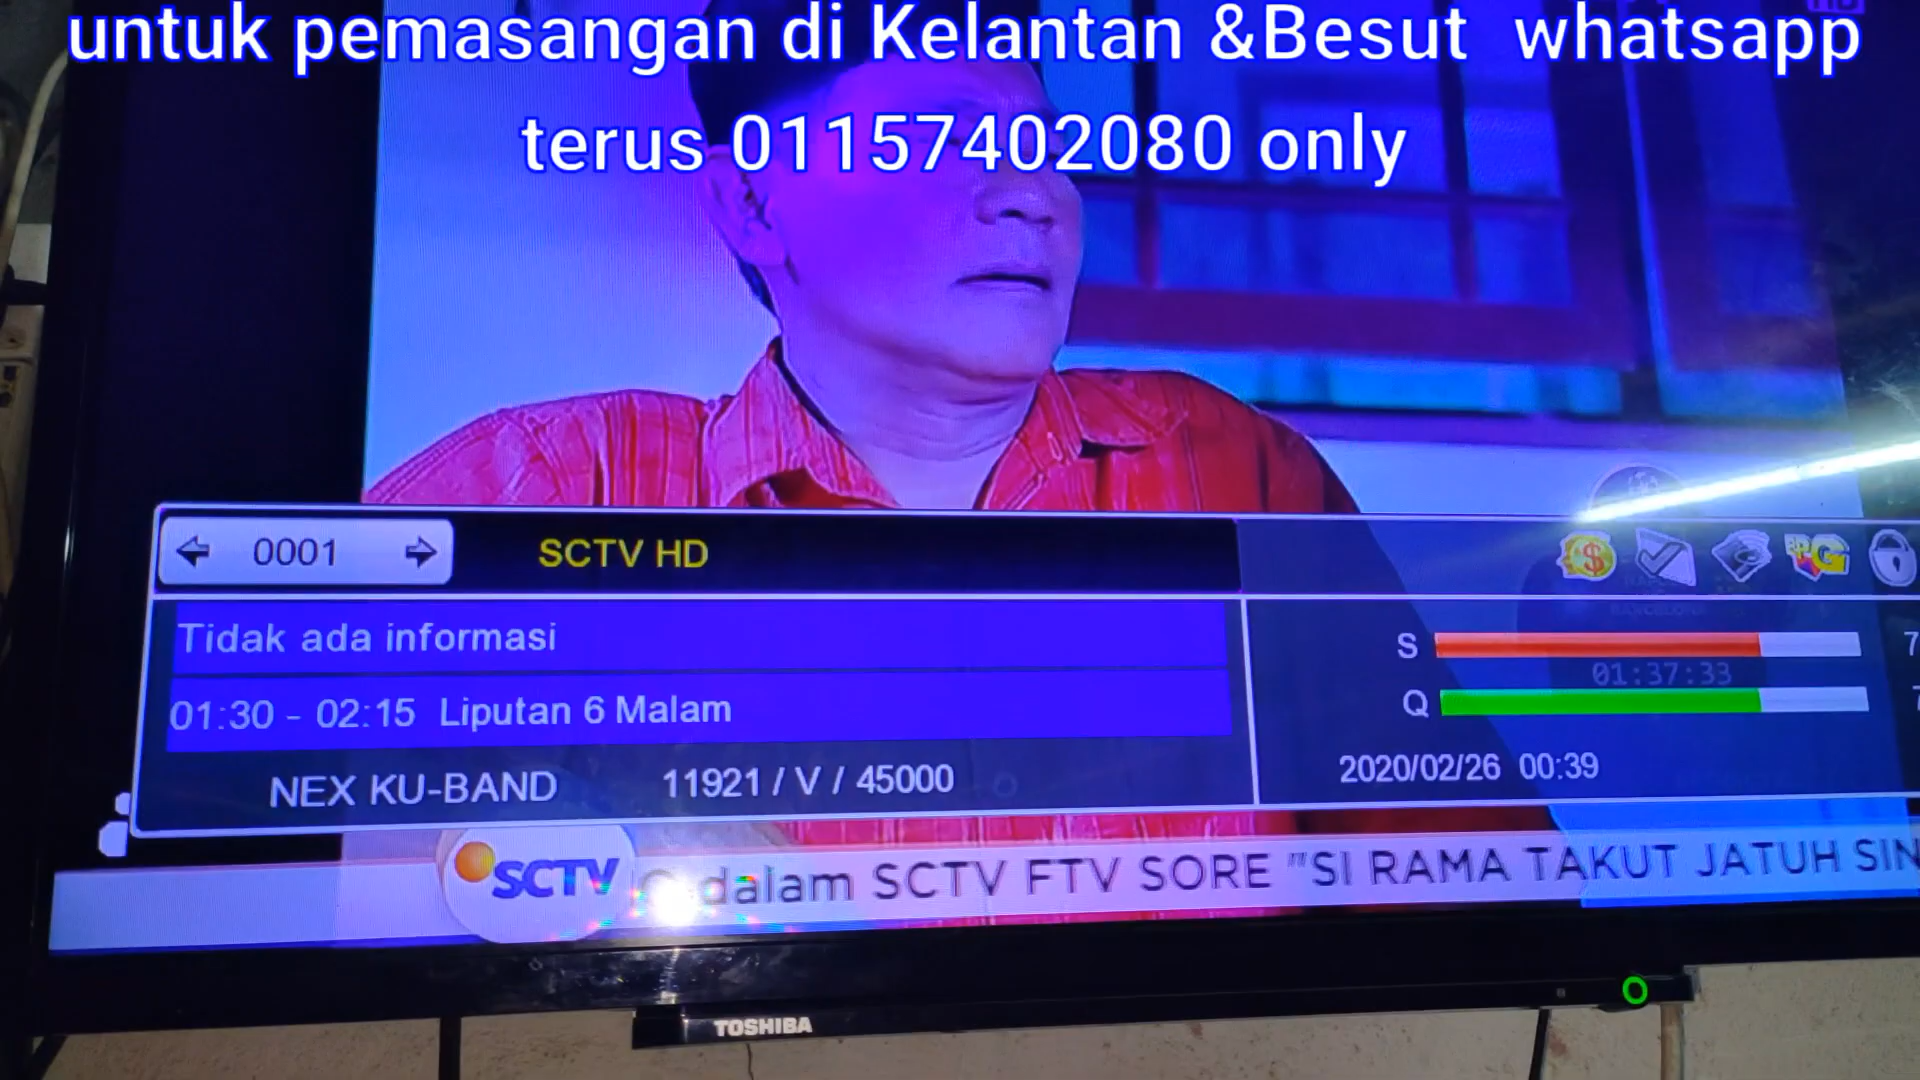 untuk pemasangan di Kelantan &Besut whatsapp
terus 01157402080 only
HD
0001
SCTV HD
Tidak ada informasi
01:30 - 02:15 Liputan 6 Malam
NEX KU-BAND
11921 / V / 45000
S
7
01:37:33
Q
2020/02/26 00:39
SCTV
dalam SCTV FTV SORE "SI RAMA TAKUT JATUH SIN
TOSHIBA